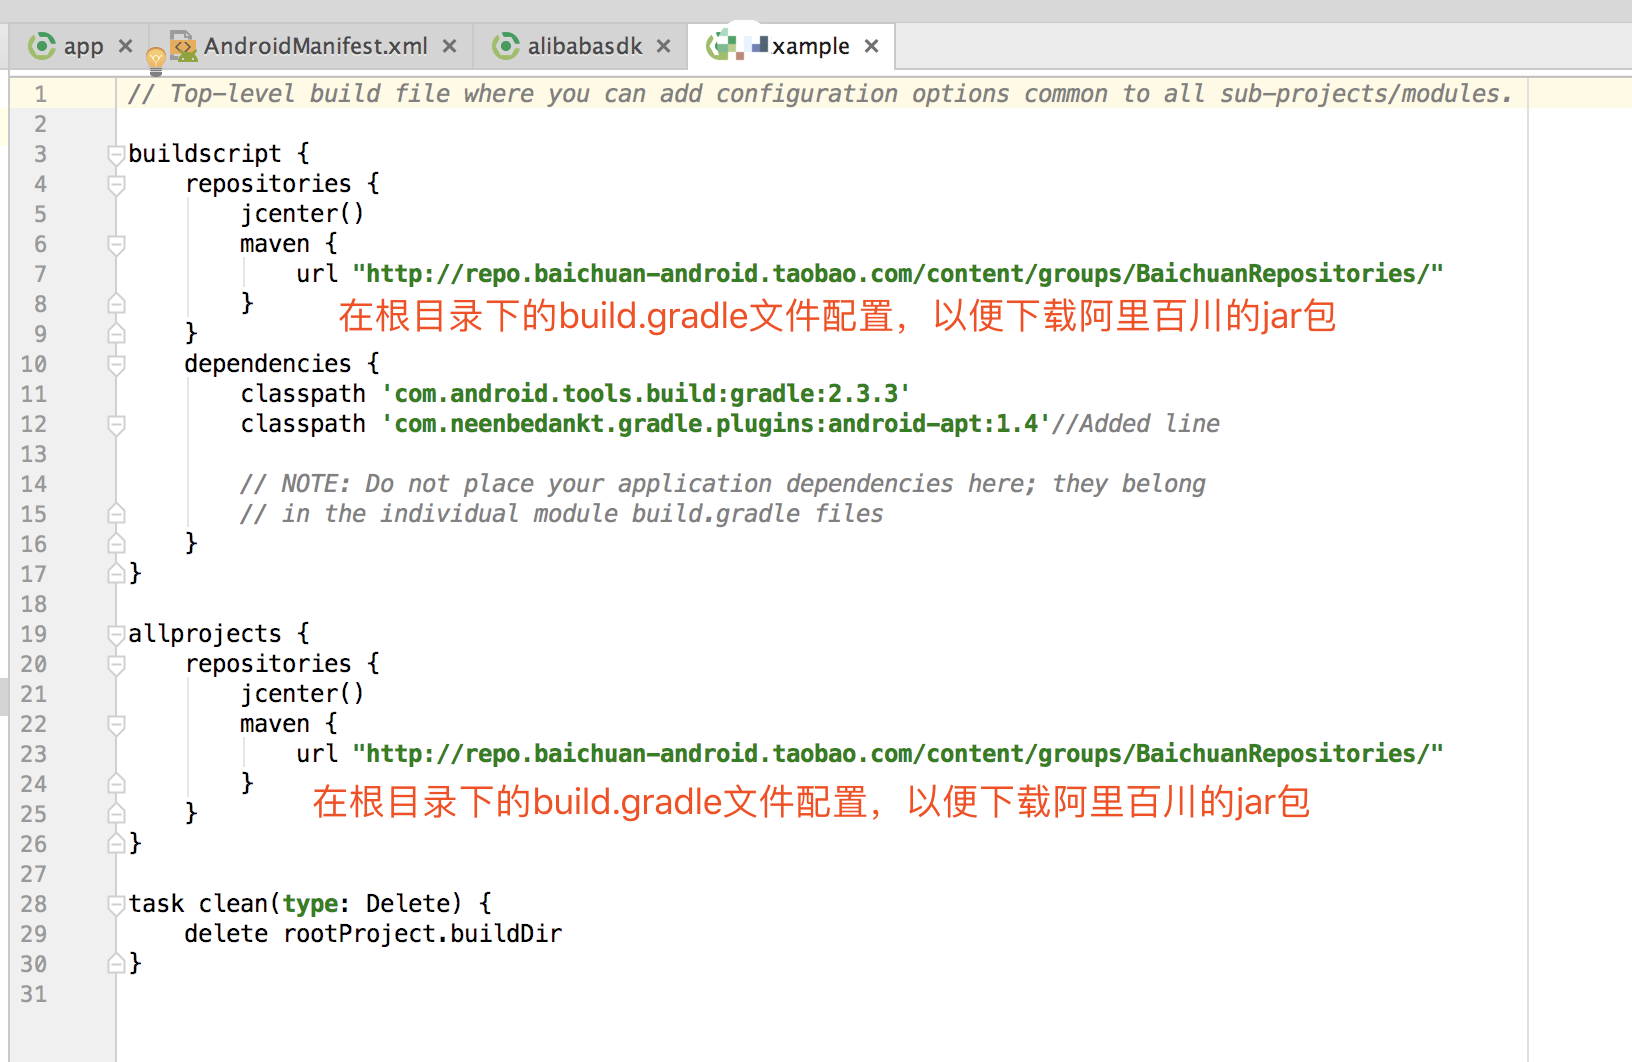 app × AndroidManifest.xml × alibabasdk × xample ×
1 // Top-level build file where you can add configuration options common to all sub-projects/modules.
2
3 buildscript {
4 repositories {
5 jcenter()
6 maven {
7 url "http://repo.baichuan-android.taobao.com/content/groups/BaichuanRepositories/"
8 }
在根目录下的build.gradle文件配置，以便下载阿里百川的jar包
9 }
10 dependencies {
11 classpath 'com.android.tools.build:gradle:2.3.3'
12 classpath 'com.neenbedankt.gradle.plugins:android-apt:1.4'//Added line
13
14 // NOTE: Do not place your application dependencies here; they belong
15 // in the individual module build.gradle files
16 }
17 }
18
19 allprojects {
20 repositories {
21 jcenter()
22 maven {
23 url "http://repo.baichuan-android.taobao.com/content/groups/BaichuanRepositories/"
24 }
在根目录下的build.gradle文件配置，以便下载阿里百川的jar包
25 }
26 }
27
28 task clean(type: Delete) {
29 delete rootProject.buildDir
30 }
31